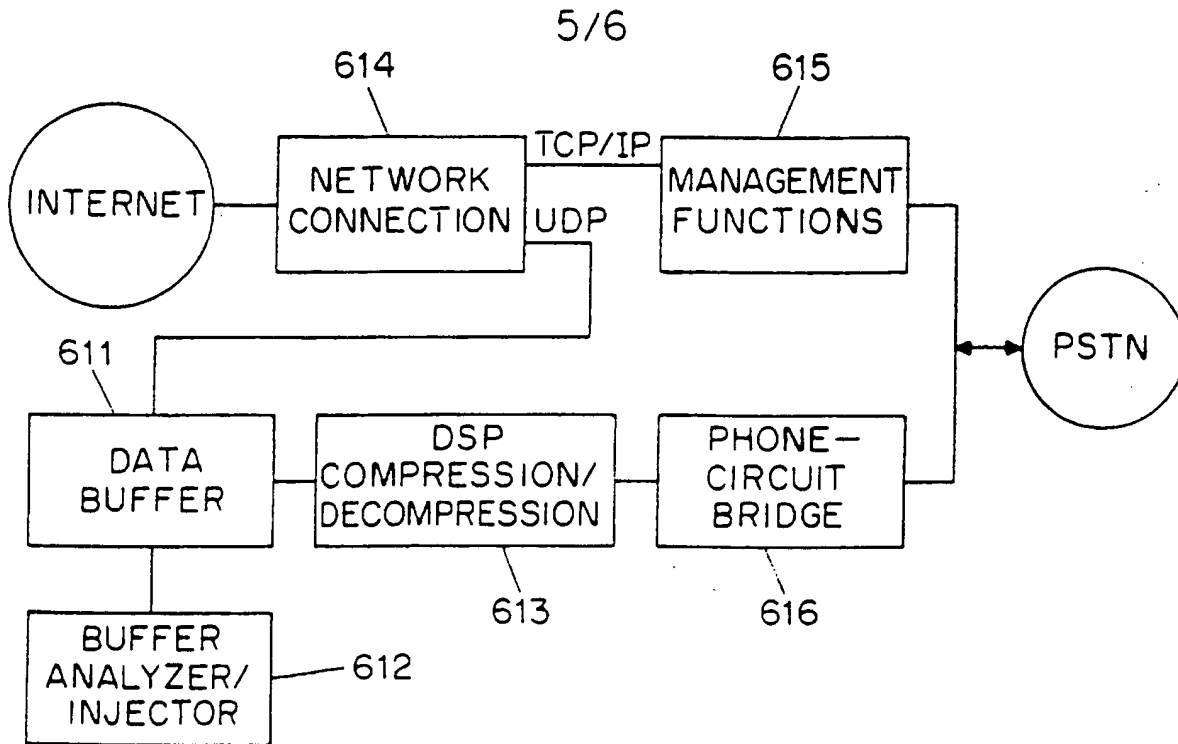 5/6
614
615
INTERNET
NETWORK
CONNECTION
TCP/IP
UDP
MANAGEMENT
FUNCTIONS
PSTN
611
DATA
BUFFER
DSP
COMPRESSION/
DECOMPRESSION
PHONE-
CIRCUIT
BRIDGE
613
616
BUFFER
ANALYZER/
INJECTOR
612